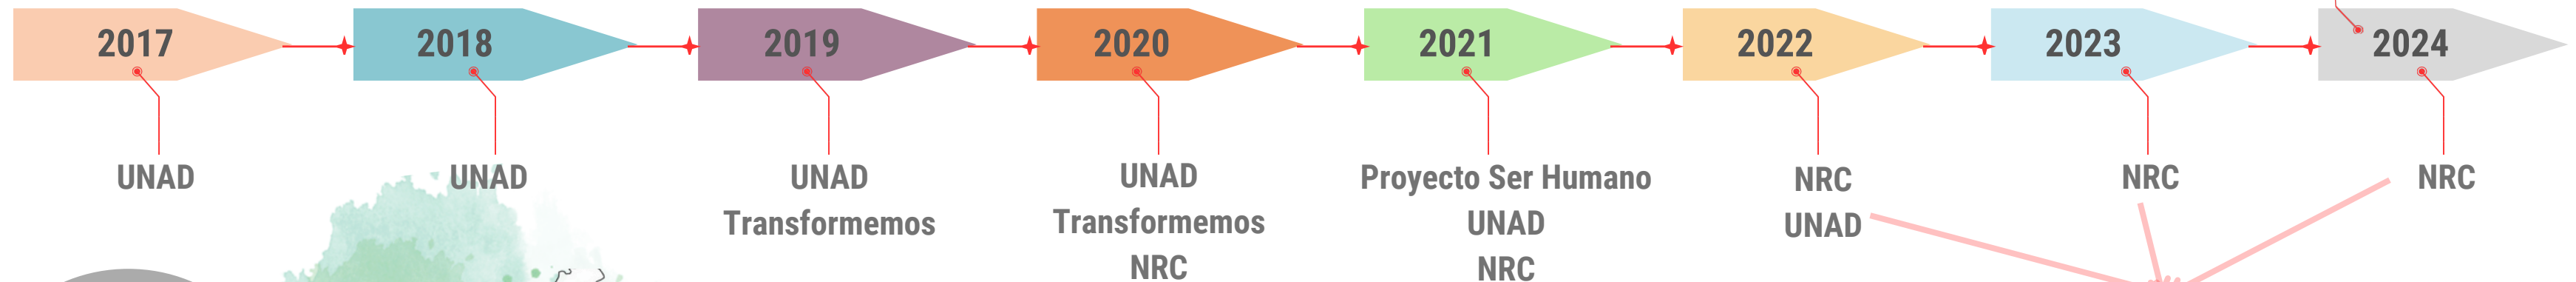 2017 2018 2019 2020 2021 2022 2023 2024
UNAD
UNAD
UNAD
Transformemos
UNAD
Transformemos
NRC
Proyecto Ser Humano
UNAD
NRC
NRC
UNAD
NRC
NRC